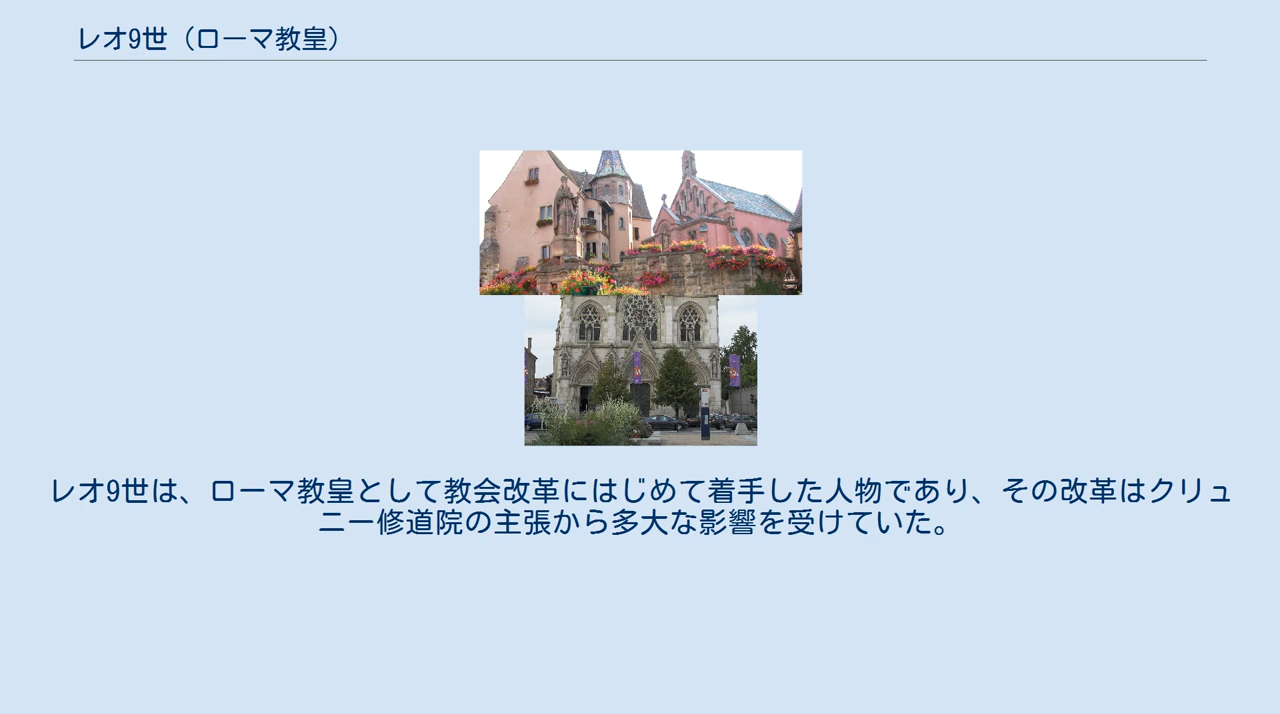 レオ9世（ローマ教皇）
レオ9世は、ローマ教皇として教会改革にはじめて着手した人物であり、その改革はクリュ
ニー修道院の主張から多大な影響を受けていた。